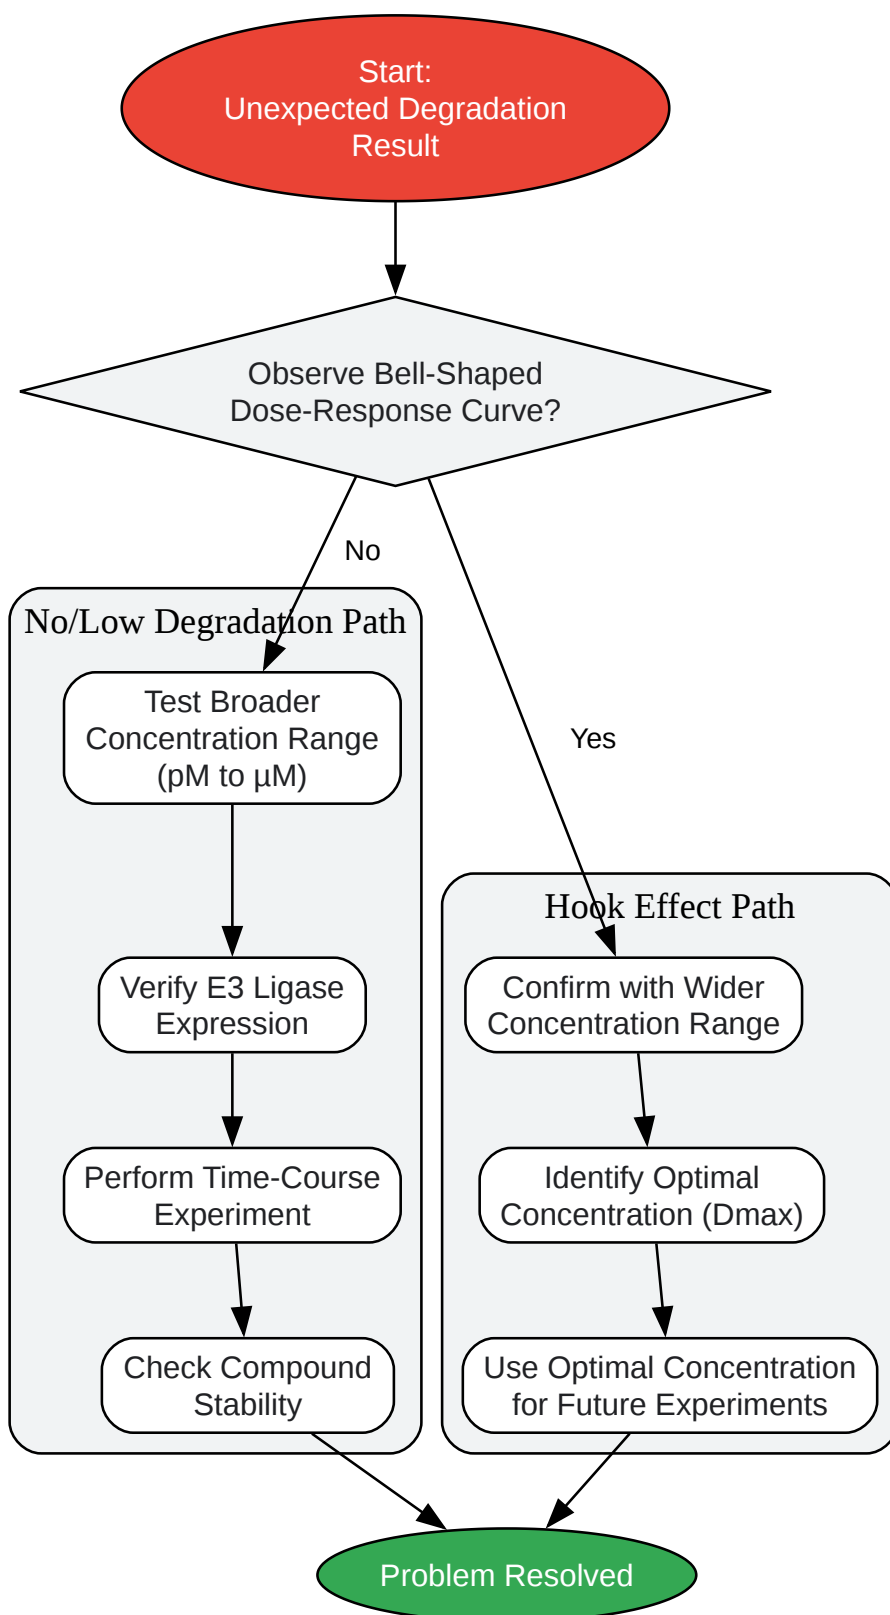 Start:
Unexpected Degradation
Result
Observe Bell-Shaped
Dose-Response Curve?
No
No/Low Degradation Path
Test Broader
Concentration Range
(pM to µM)
Verify E3 Ligase
Expression
Perform Time-Course
Experiment
Check Compound
Stability
Yes
Hook Effect Path
Confirm with Wider
Concentration Range
Identify Optimal
Concentration (Dmax)
Use Optimal Concentration
for Future Experiments
Problem Resolved